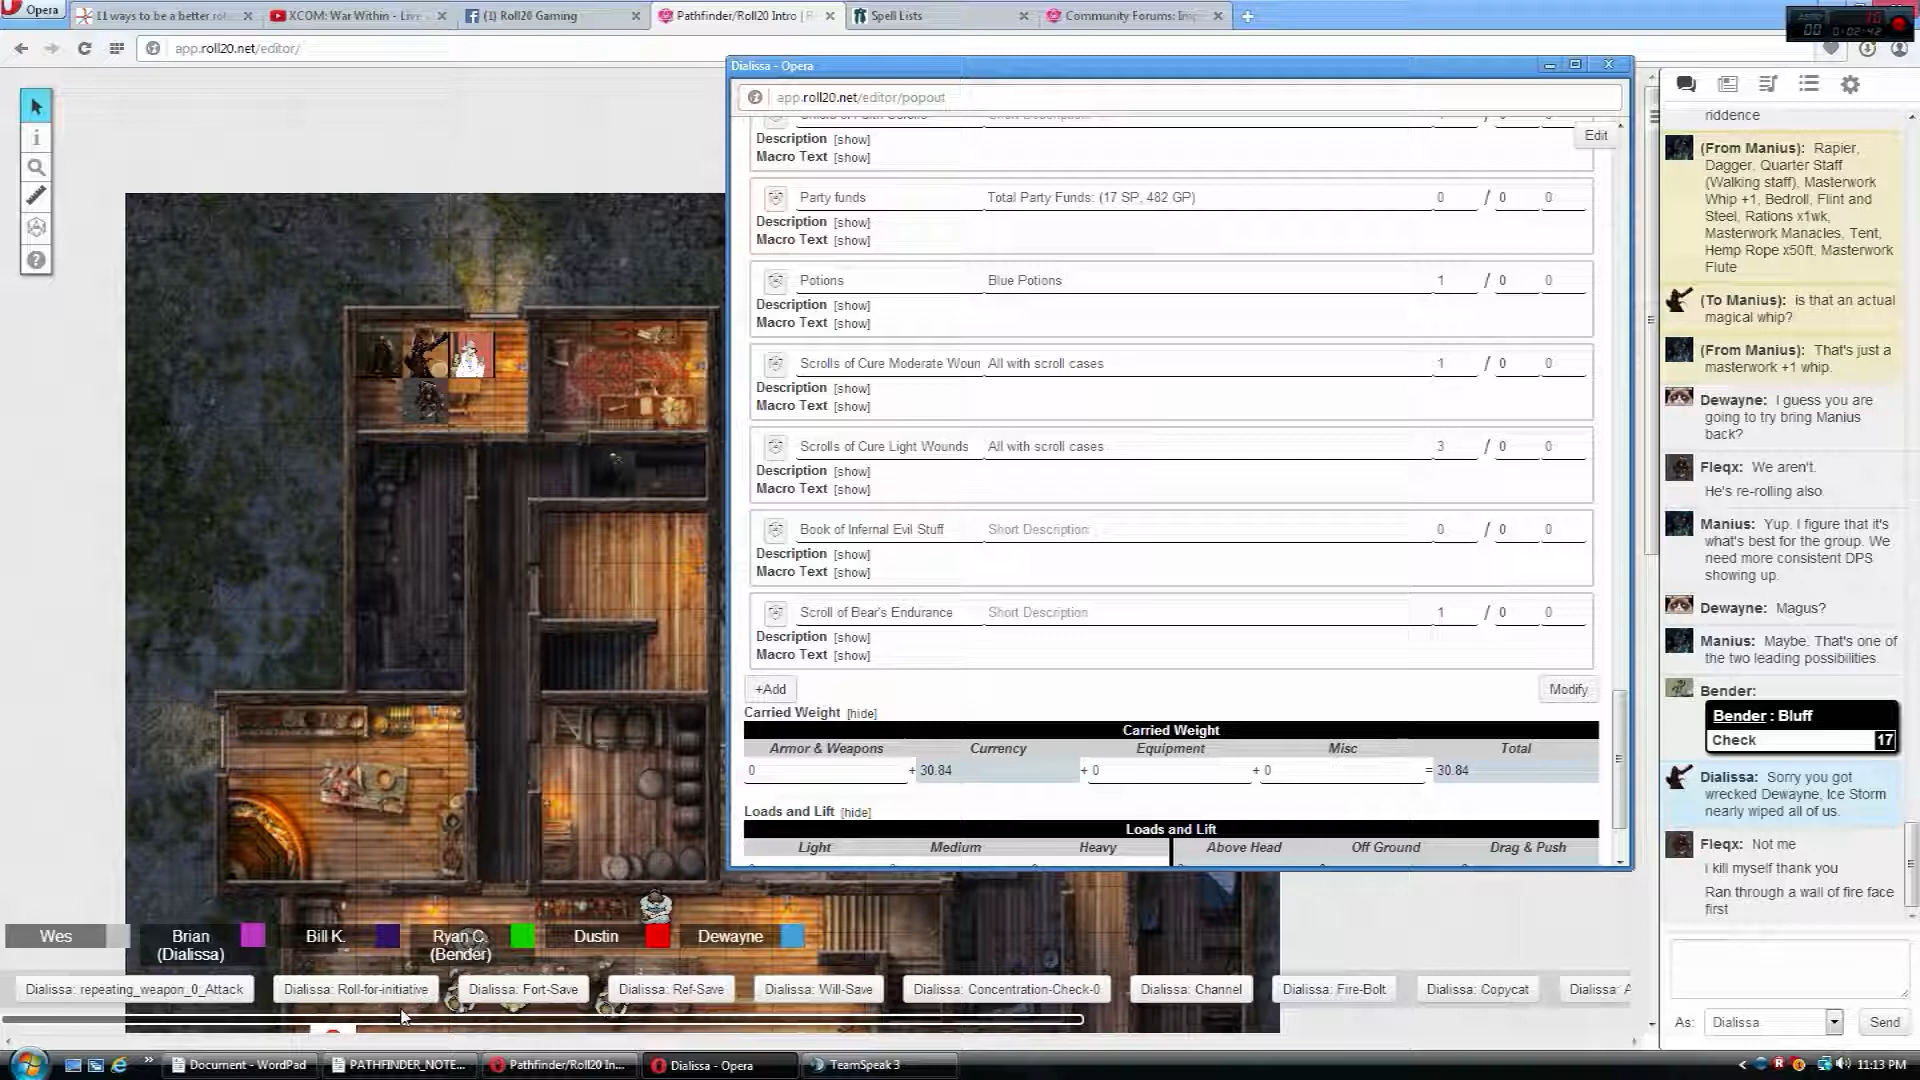 Opera
11 ways to be a better rol
XCOM: War Within - Live
(1) Roll20 Gaming
Pathfinder/Roll20 Intro | R
Spell Lists
Community Forums: Im
00 0:02:42
app.roll20.net/editor/
Dialissa - Opera
app.roll20.net/editor/popout
Edit
Description [show]
Macro Text [show]
Party funds Total Party Funds: (17 SP, 482 GP) 0 / 0 0
Description [show]
Macro Text [show]
Potions Blue Potions 1 / 0 0
Description [show]
Macro Text [show]
Scrolls of Cure Moderate Woun All with scroll cases 1 / 0 0
Description [show]
Macro Text [show]
Scrolls of Cure Light Wounds All with scroll cases 3 / 0 0
Description [show]
Macro Text [show]
Book of Infernal Evil Stuff Short Description 0 / 0 0
Description [show]
Macro Text [show]
Scroll of Bear's Endurance Short Description 1 / 0 0
Description [show]
Macro Text [show]
+Add Modify
Carried Weight [hide]
Carried Weight
Armor & Weapons Currency Equipment Misc Total
0 + 30.84 + 0 + 0 = 30.84
Loads and Lift [hide]
Loads and Lift
Light Medium Heavy Above Head Off Ground Drag & Push
riddence
(From Manius): Rapier,
Dagger, Quarter Staff
(Walking staff), Masterwork
Whip +1, Bedroll, Flint and
Steel, Rations x1wk,
Masterwork Manacles, Tent,
Hemp Rope x50ft, Masterwork
Flute
(To Manius): is that an actual
magical whip?
(From Manius): That's just a
masterwork +1 whip.
Dewayne: I guess you are
going to try bring Manius
back?
Fleqx: We aren't.
He's re-rolling also
Manius: Yup. I figure that it's
what's best for the group. We
need more consistent DPS
showing up.
Dewayne: Magus?
Manius: Maybe. That's one of
the two leading possibilities.
Bender:
Bender : Bluff
Check 17
Dialissa: Sorry you got
wrecked Dewayne, Ice Storm
nearly wiped all of us.
Fleqx: Not me
I kill myself thank you
Ran through a wall of fire face
first
As: Dialissa Send
Wes
Brian
(Dialissa)
Bill K.
Ryan C.
(Bender)
Dustin
Dewayne
Dialissa: repeating_weapon_0_Attack
Dialissa: Roll-for-initiative
Dialissa: Fort-Save
Dialissa: Ref-Save
Dialissa: Will-Save
Dialissa: Concentration-Check-0
Dialissa: Channel
Dialissa: Fire-Bolt
Dialissa: Copycat
Dialissa: A
Document - WordPad
PATHFINDER_NOTE...
Pathfinder/Roll20 In...
Dialissa - Opera
TeamSpeak 3
11:13 PM